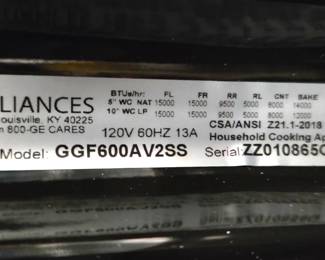 BTUs/hr: FL FR RR RL CNT BAKE
5" WC NAT 15000 15000 9500 5000 8000 14000
10" WC LP 15000 15000 9500 5000 8000 12000
LIANCES
ouisville, KY 40225
800-GE CARES
CSA/ANSI Z21.1-2018
120V 60HZ 13A
Household Cooking Ap
Model: GGF600AV2SS Serial: ZZ010865